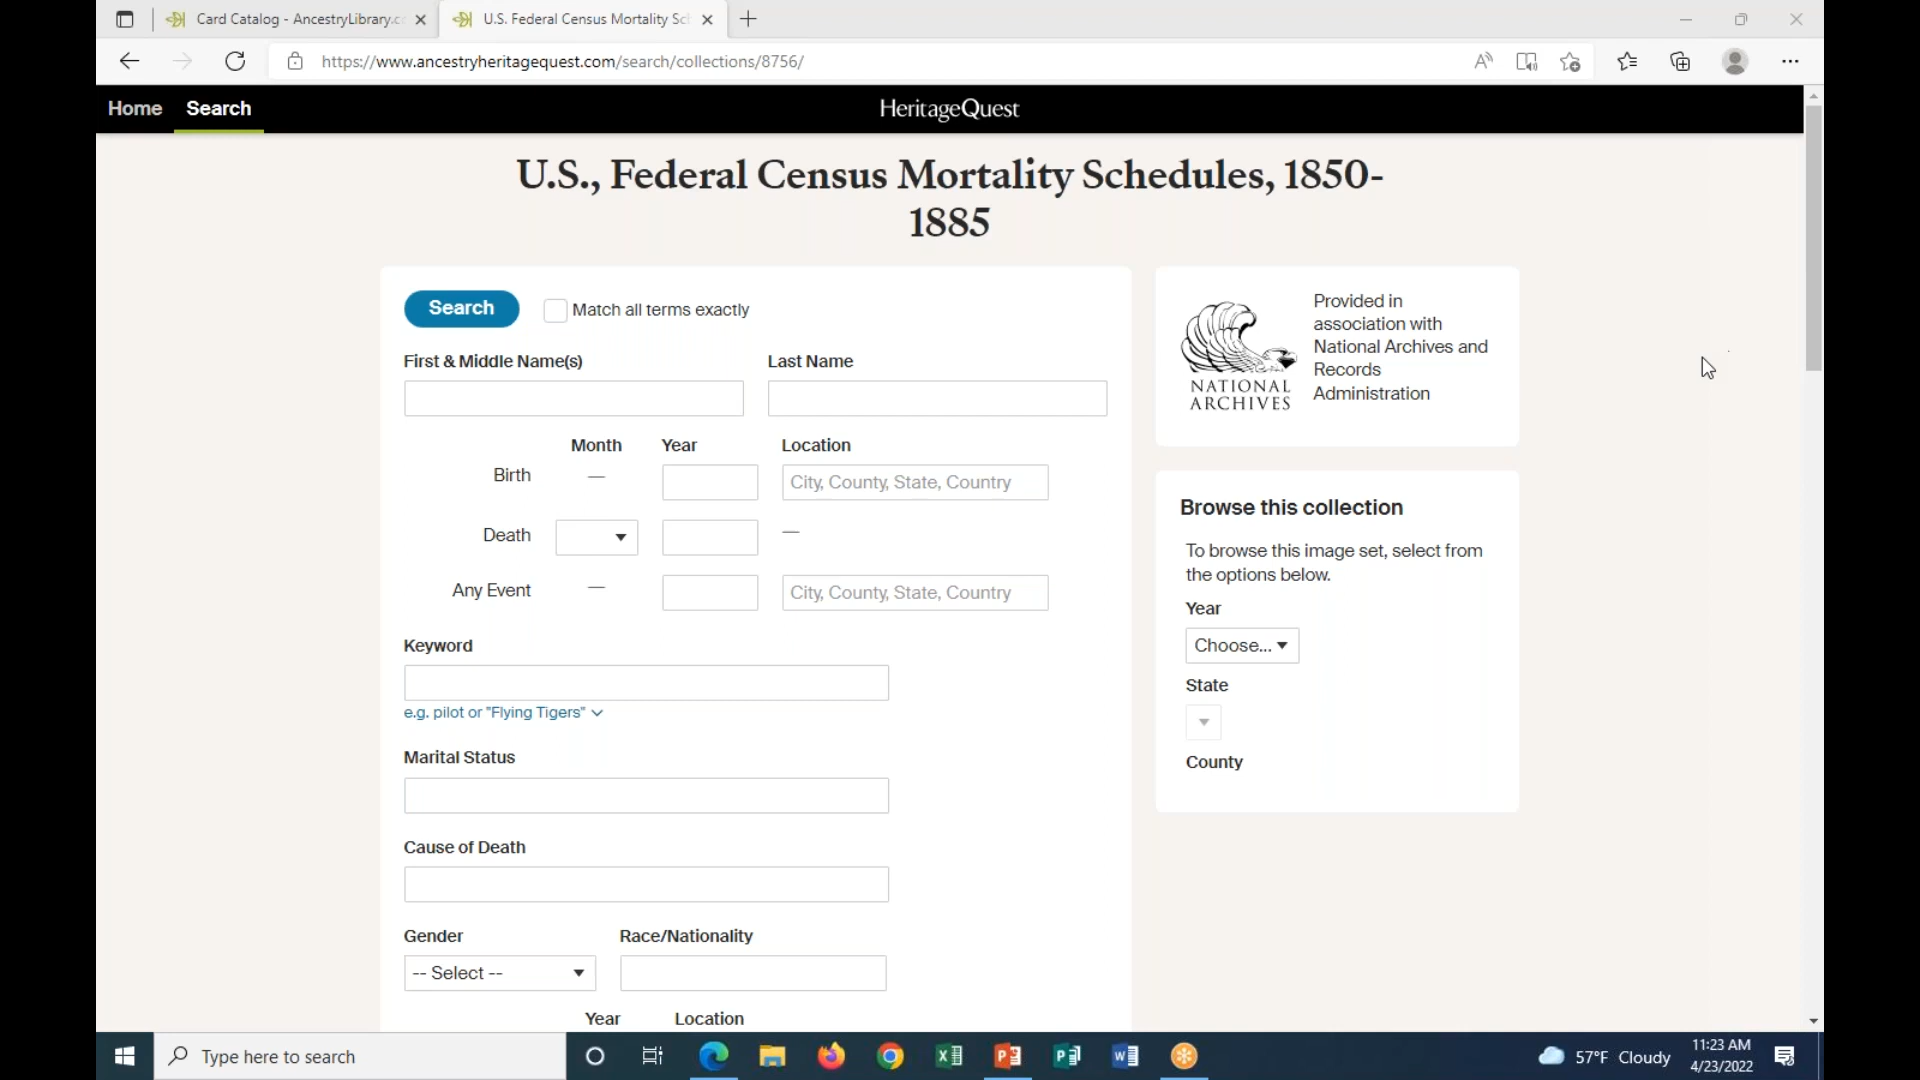 Card Catalog - AncestryLibrary.c
U.S. Federal Census Mortality Sch
https://www.ancestryheritagequest.com/search/collections/8756/
Home
Search
HeritageQuest
U.S., Federal Census Mortality Schedules, 1850-
1885
Search
Match all terms exactly
First & Middle Name(s)
Last Name
Month
Year
Location
Birth
—
City, County, State, Country
Death
—
Any Event
—
City, County, State, Country
Keyword
e.g. pilot or "Flying Tigers"
Marital Status
Cause of Death
Gender
Race/Nationality
-- Select --
Year
Location
NATIONAL
ARCHIVES
Provided in
association with
National Archives and
Records
Administration
Browse this collection
To browse this image set, select from
the options below.
Year
Choose...
State
County
Type here to search
57°F Cloudy
11:23 AM
4/23/2022